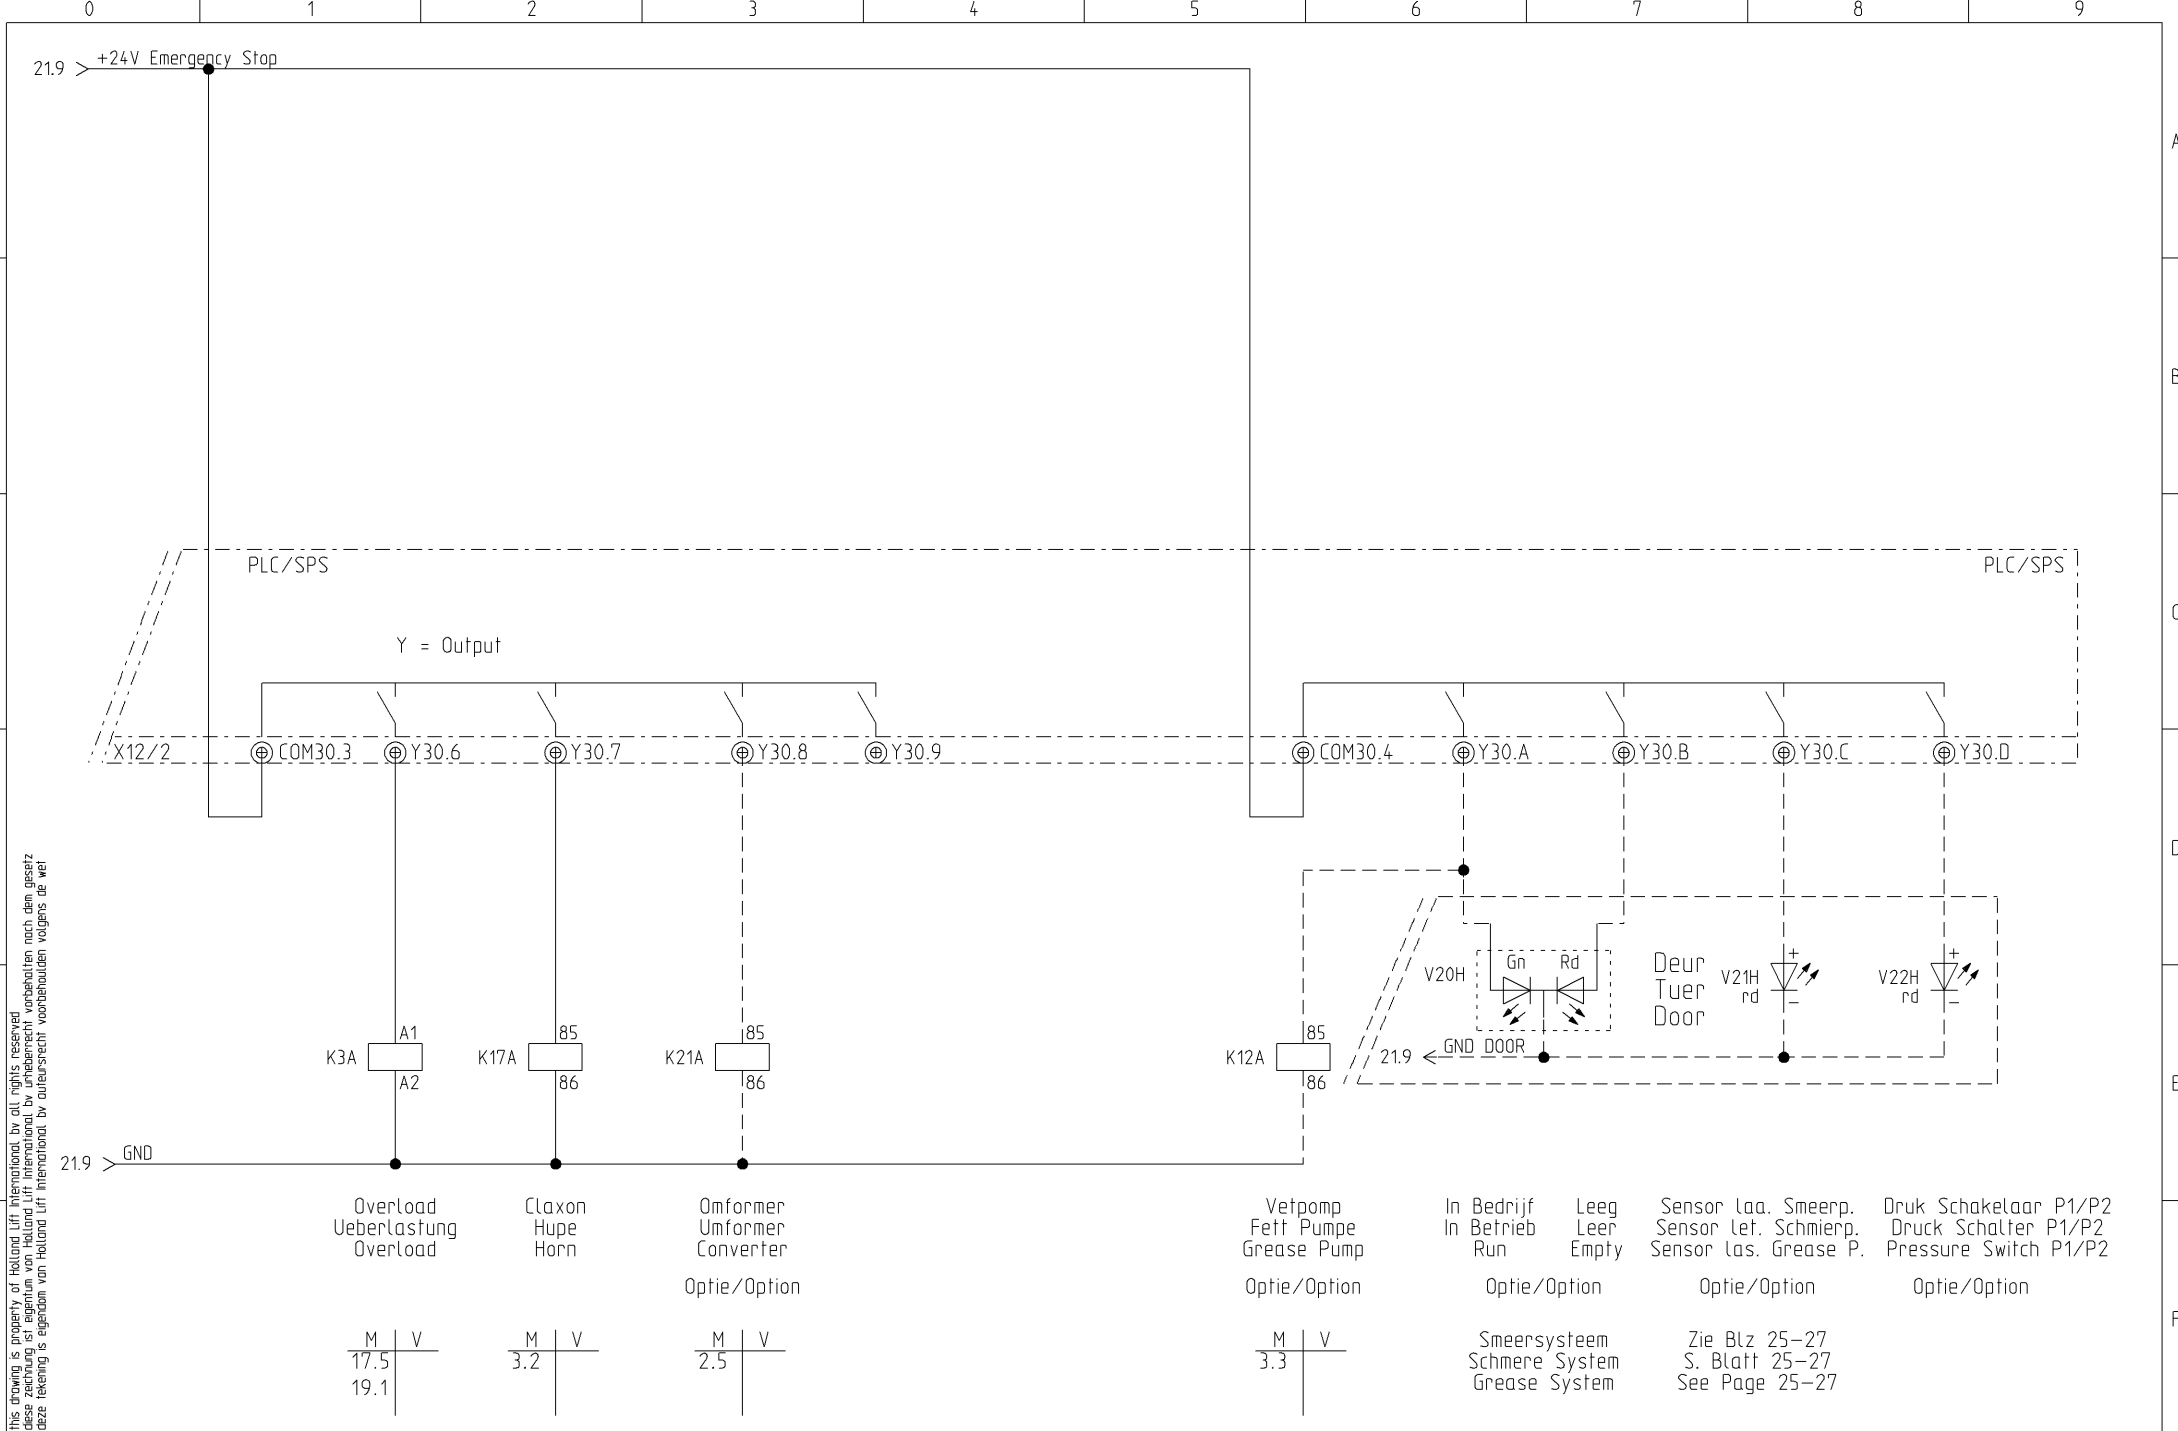 0 1 2 3 4 5 6 7 8 9
21.9 +24V Emergency Stop
A
B
PLC/SPS PLC/SPS
C
Y = Output
X12/2 COM30.3 Y30.6 Y30.7 Y30.8 Y30.9 COM30.4 Y30.A Y30.B Y30.C Y30.D
D
V20H Gn Rd
Deur
Tuer
Door
V21H + rd −
V22H + rd −
K3A A1 A2
K17A 85 86
K21A 85 86
K12A 85 86
21.9 GND DOOR
E
21.9 GND
Overload
Ueberlastung
Overload
Claxon
Hupe
Horn
Omformer
Umformer
Converter
Optie/Option
Vetpomp
Fett Pumpe
Grease Pump
Optie/Option
In Bedrijf
In Betrieb
Run
Leeg
Leer
Empty
Optie/Option
Sensor laa. Smeerp.
Sensor let. Schmierp.
Sensor las. Grease P.
Optie/Option
Druk Schakelaar P1/P2
Druck Schalter P1/P2
Pressure Switch P1/P2
Optie/Option
F
M V
17.5
19.1
M V
3.2
M V
2.5
M V
3.3
Smeersysteem
Schmere System
Grease System
Zie Blz 25-27
S. Blatt 25-27
See Page 25-27
this drawing is property of Holland Lift International bv all rights reserved
diese zeichnung ist eigentum van Holland Lift International bv urheberrecht vorbehalten nach dem gesetz
deze tekening is eigendom van Holland Lift International bv auteursrecht voorbehoulden volgens de wet